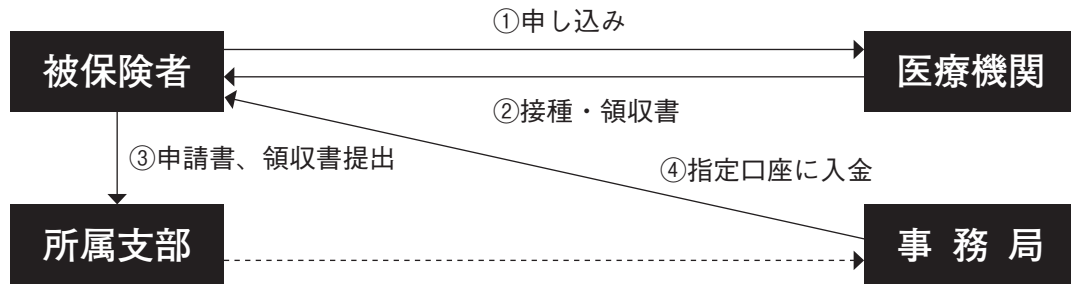 ①申し込み
被保険者
医療機関
②接種・領収書
③申請書、領収書提出
④指定口座に入金
所属支部
事務局